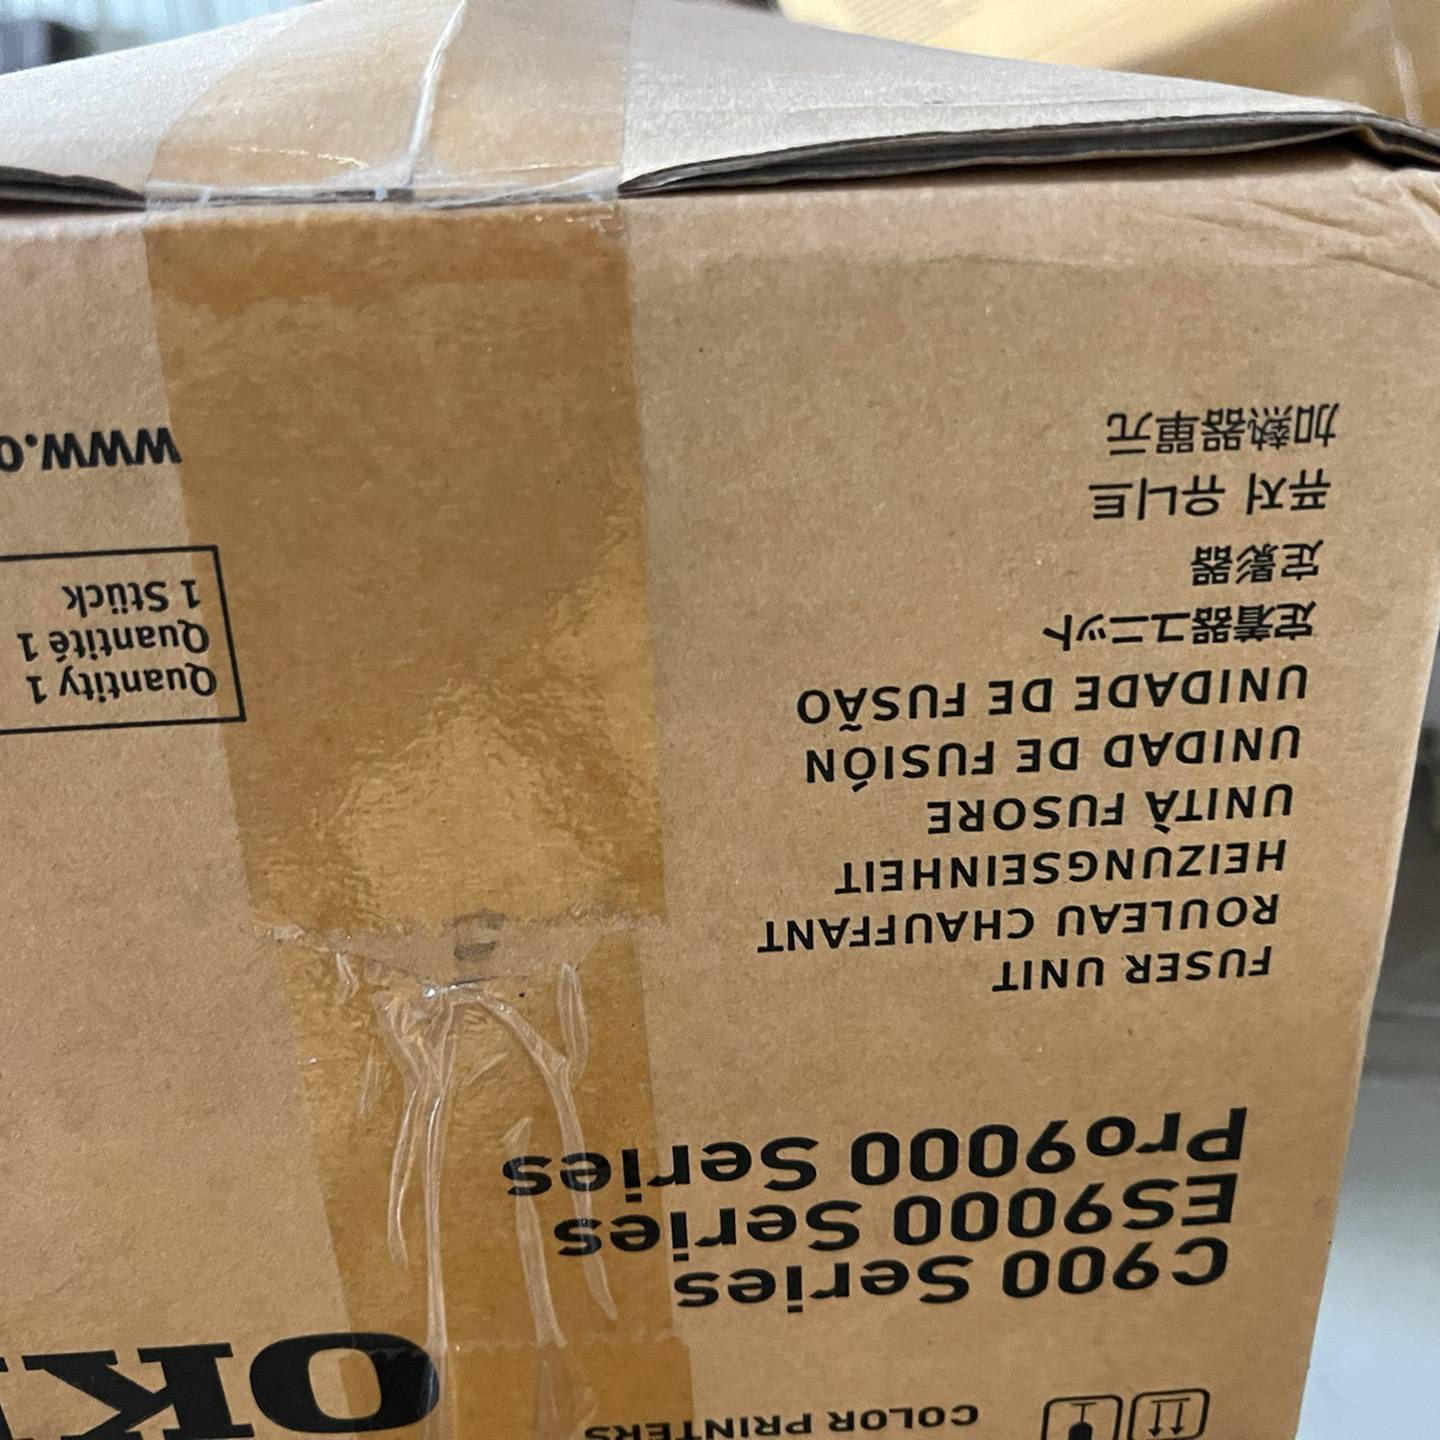 COLOR PRINTERS
OK
C900 Series
ES9000 Series
Pro9000 Series
FUSER UNIT
ROULEAU CHAUFFANT
HEIZUNGSEINHEIT
UNITÀ FUSORE
UNIDAD DE FUSIÓN
UNIDADE DE FUSÃO
定着器ユニット
定影器
퓨저 유니트
加熱器單元
Quantity 1
Quantité 1
1 Stück
www.o